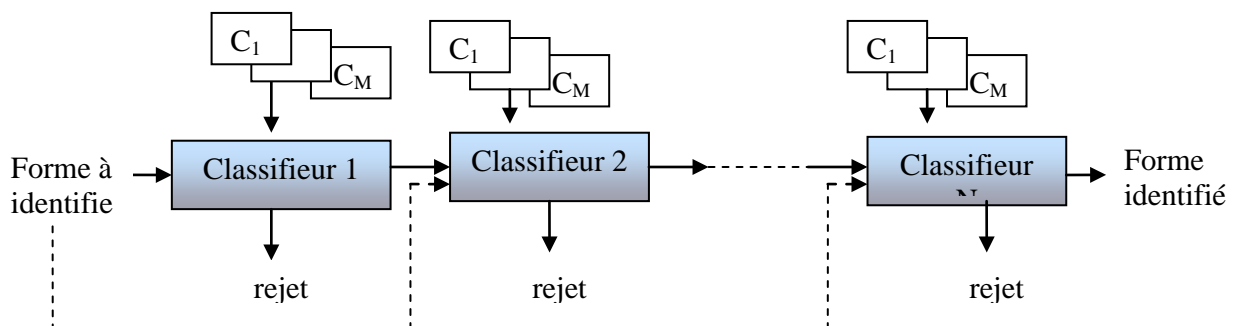 C1
CM
C1
CM
C1
CM
Forme à
identifie
Classifieur 1
Classifieur 2
Classifieur
Forme
identifié
rejet
rejet
rejet